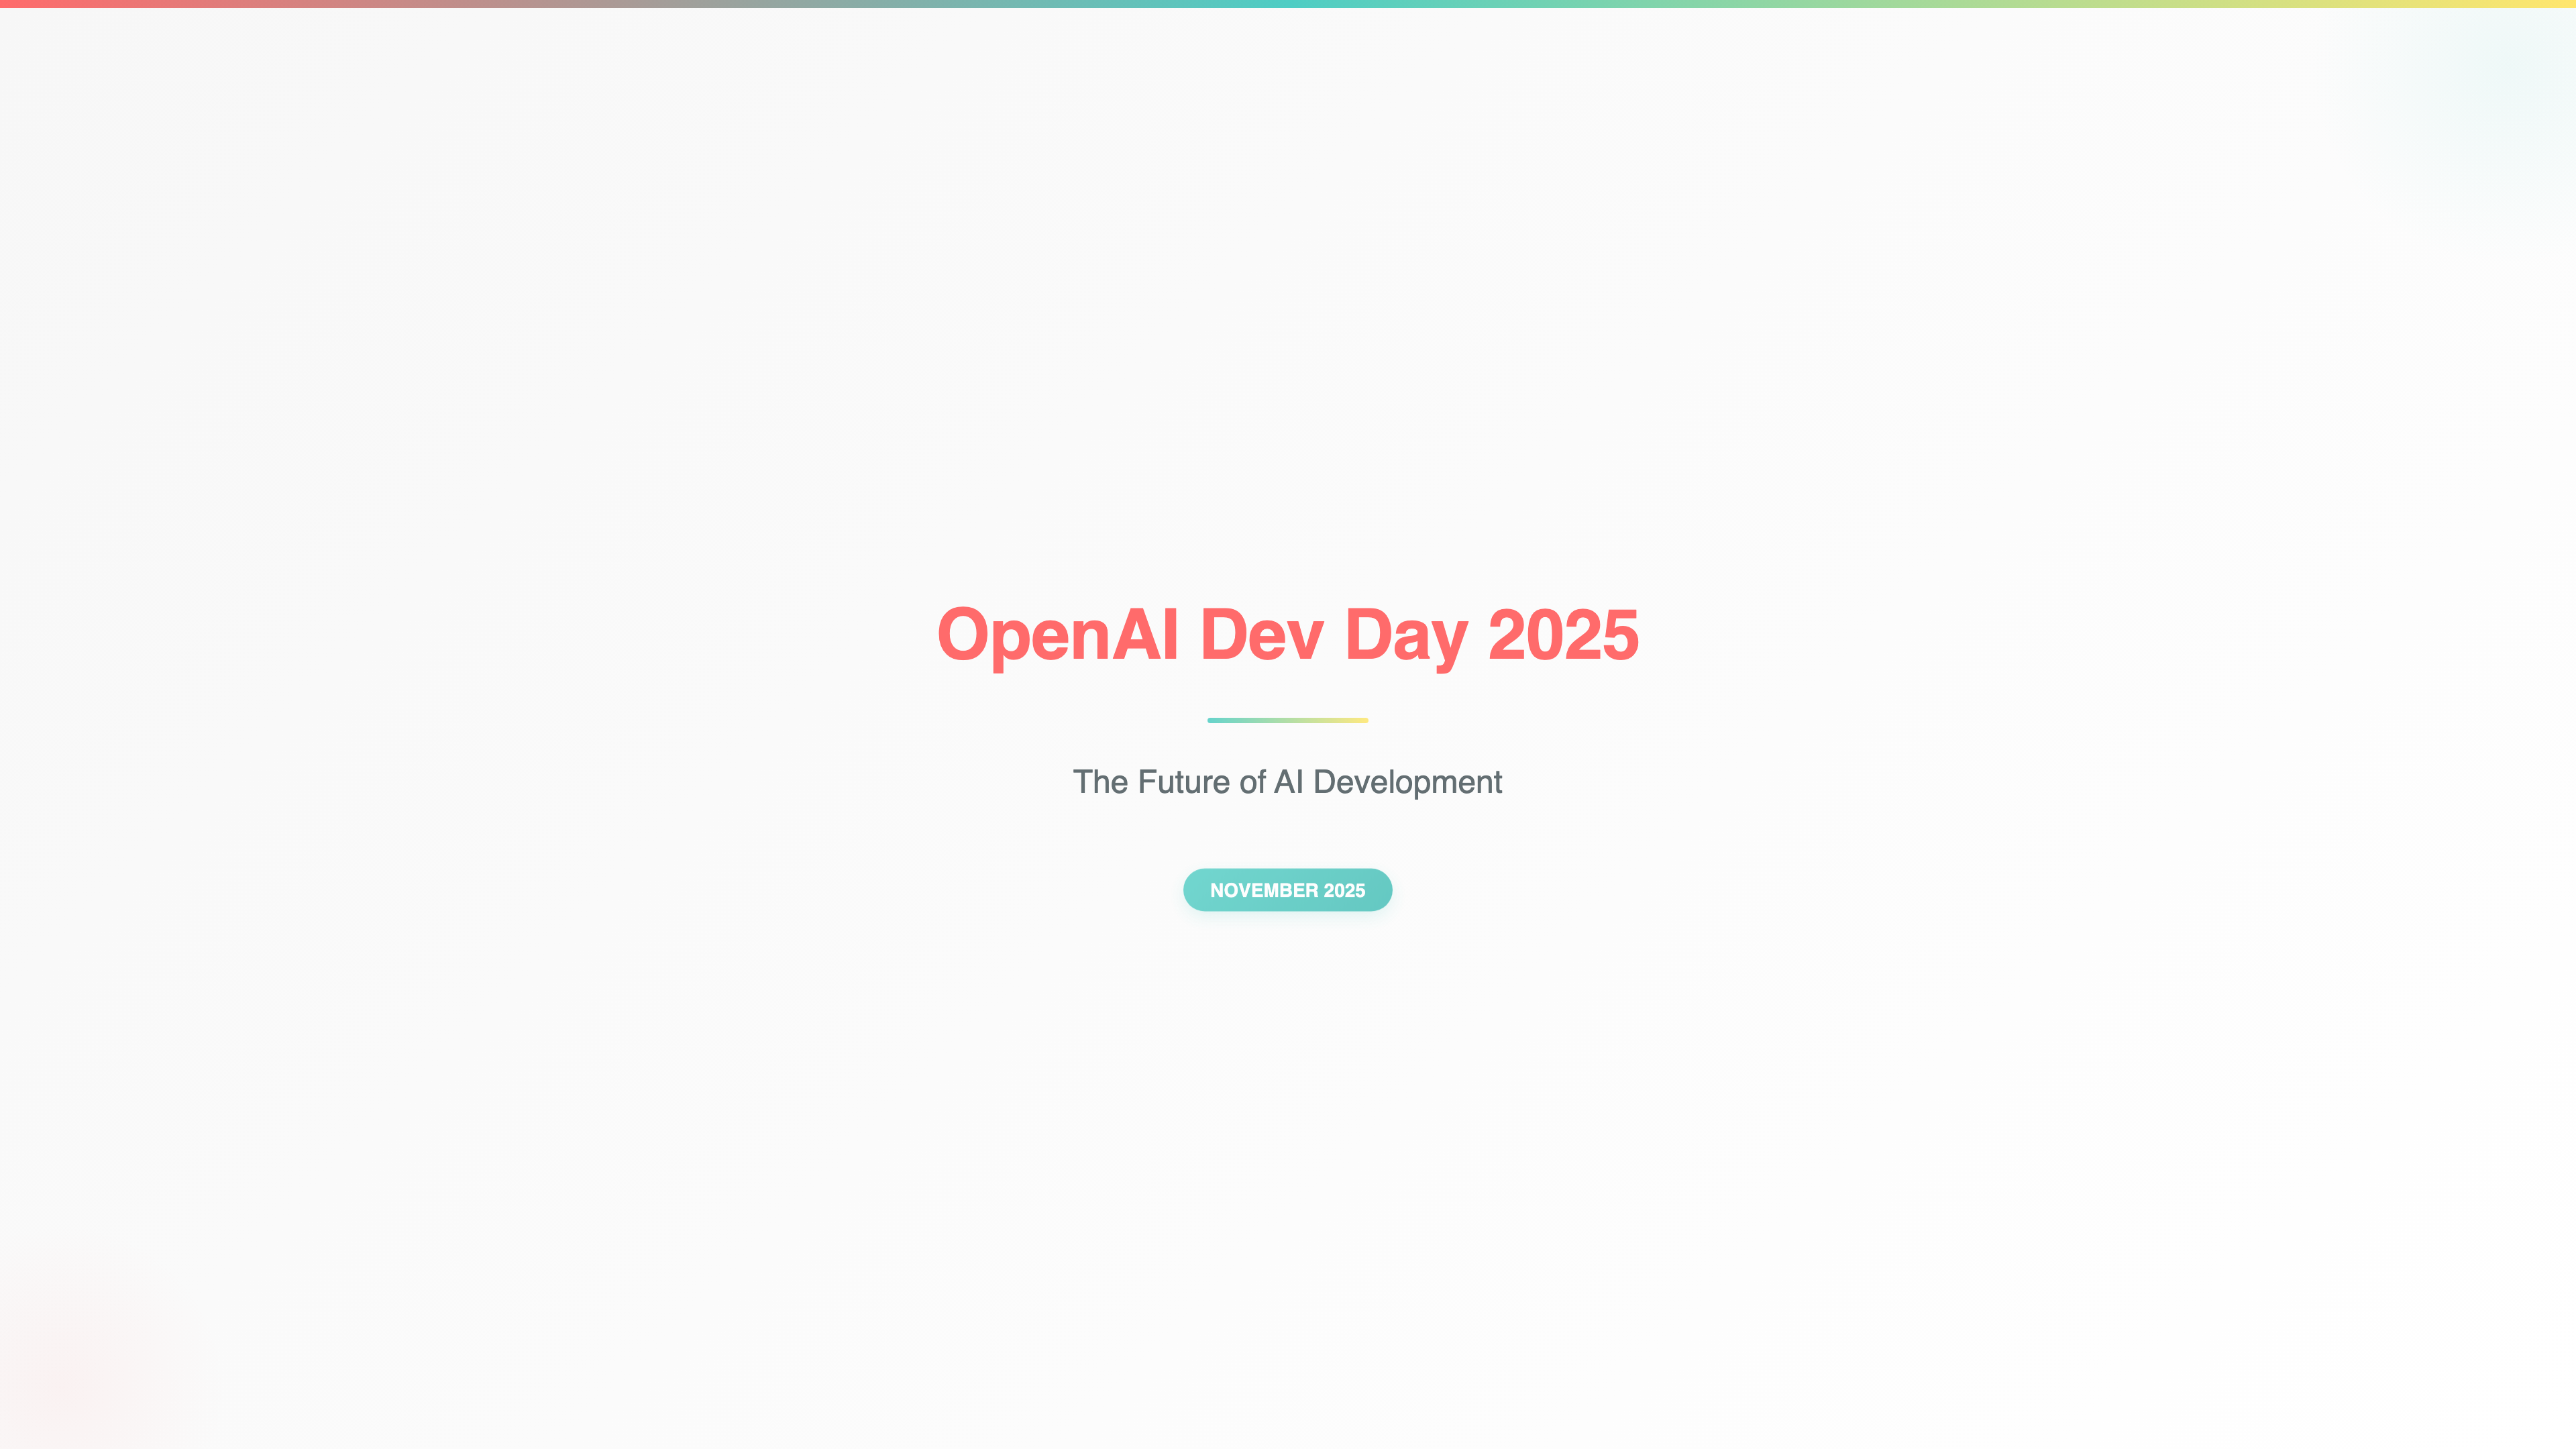 OpenAI Dev Day 2025
The Future of AI Development
NOVEMBER 2025